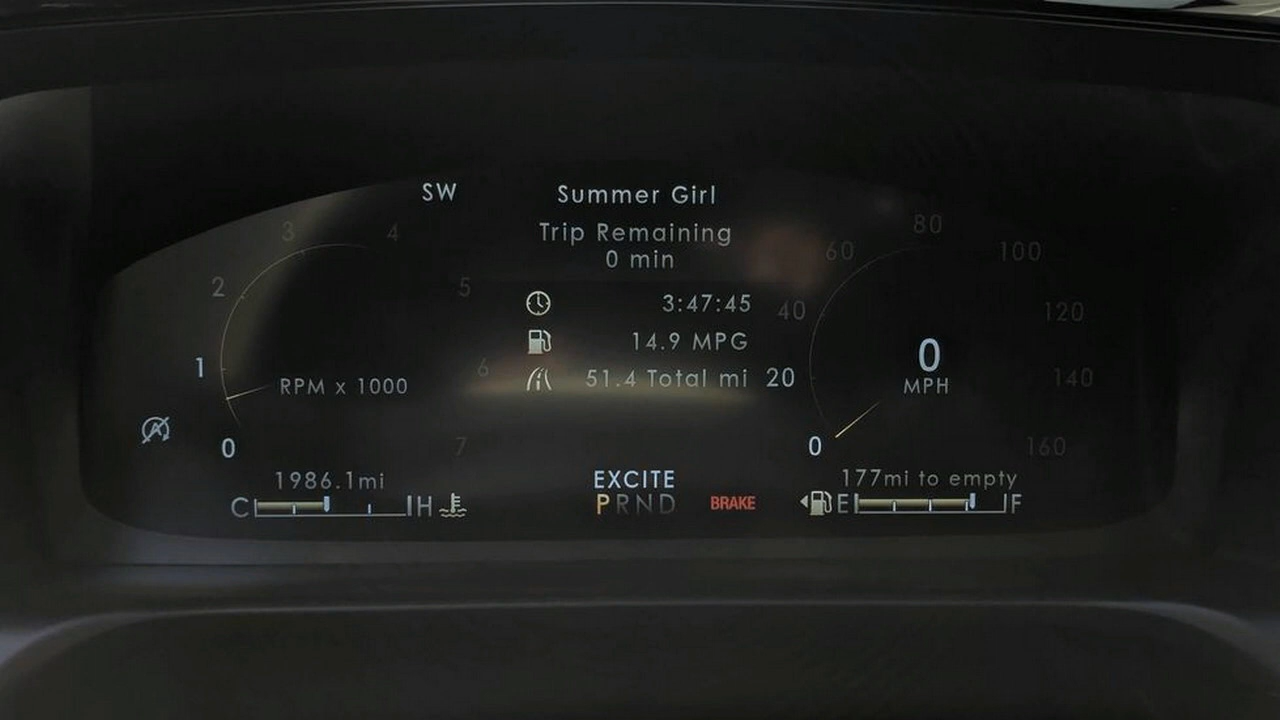 SW
Summer Girl
Trip Remaining
0 min
3:47:45
14.9 MPG
51.4 Total mi
0
1
2
3
4
5
6
7
RPM x 1000
0
20
40
60
80
100
120
140
160
0
MPH
1986.1mi
C H
EXCITE
PRND
BRAKE
177mi to empty
E F